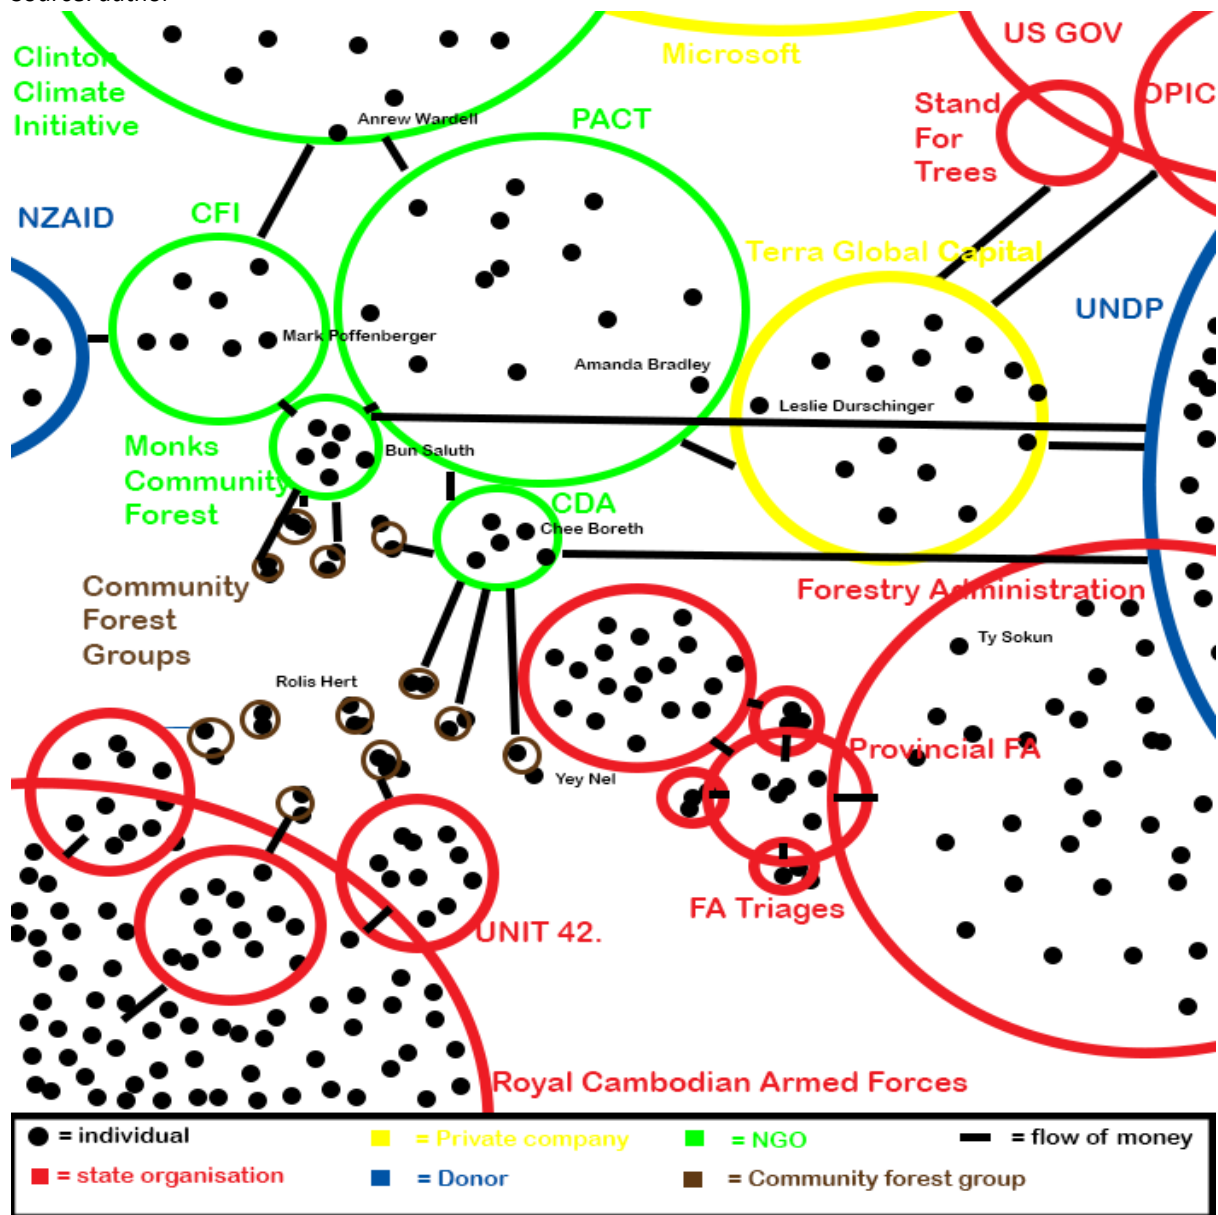 Clinton
Climate
Initiative
Microsoft
US GOV
OPIC
Stand
For
Trees
Anrew Wardell
PACT
NZAID
CFI
Terra Global Capital
UNDP
Mark Poffenberger
Amanda Bradley
Leslie Durschinger
Monks
Community
Forest
Bun Saluth
CDA
Chee Boreth
Community
Forest
Groups
Forestry Administration
Ty Sokun
Rolis Hert
Yey Nel
Provincial FA
FA Triages
UNIT 42.
Royal Cambodian Armed Forces
= individual
= Private company
= NGO
= flow of money
= state organisation
= Donor
= Community forest group